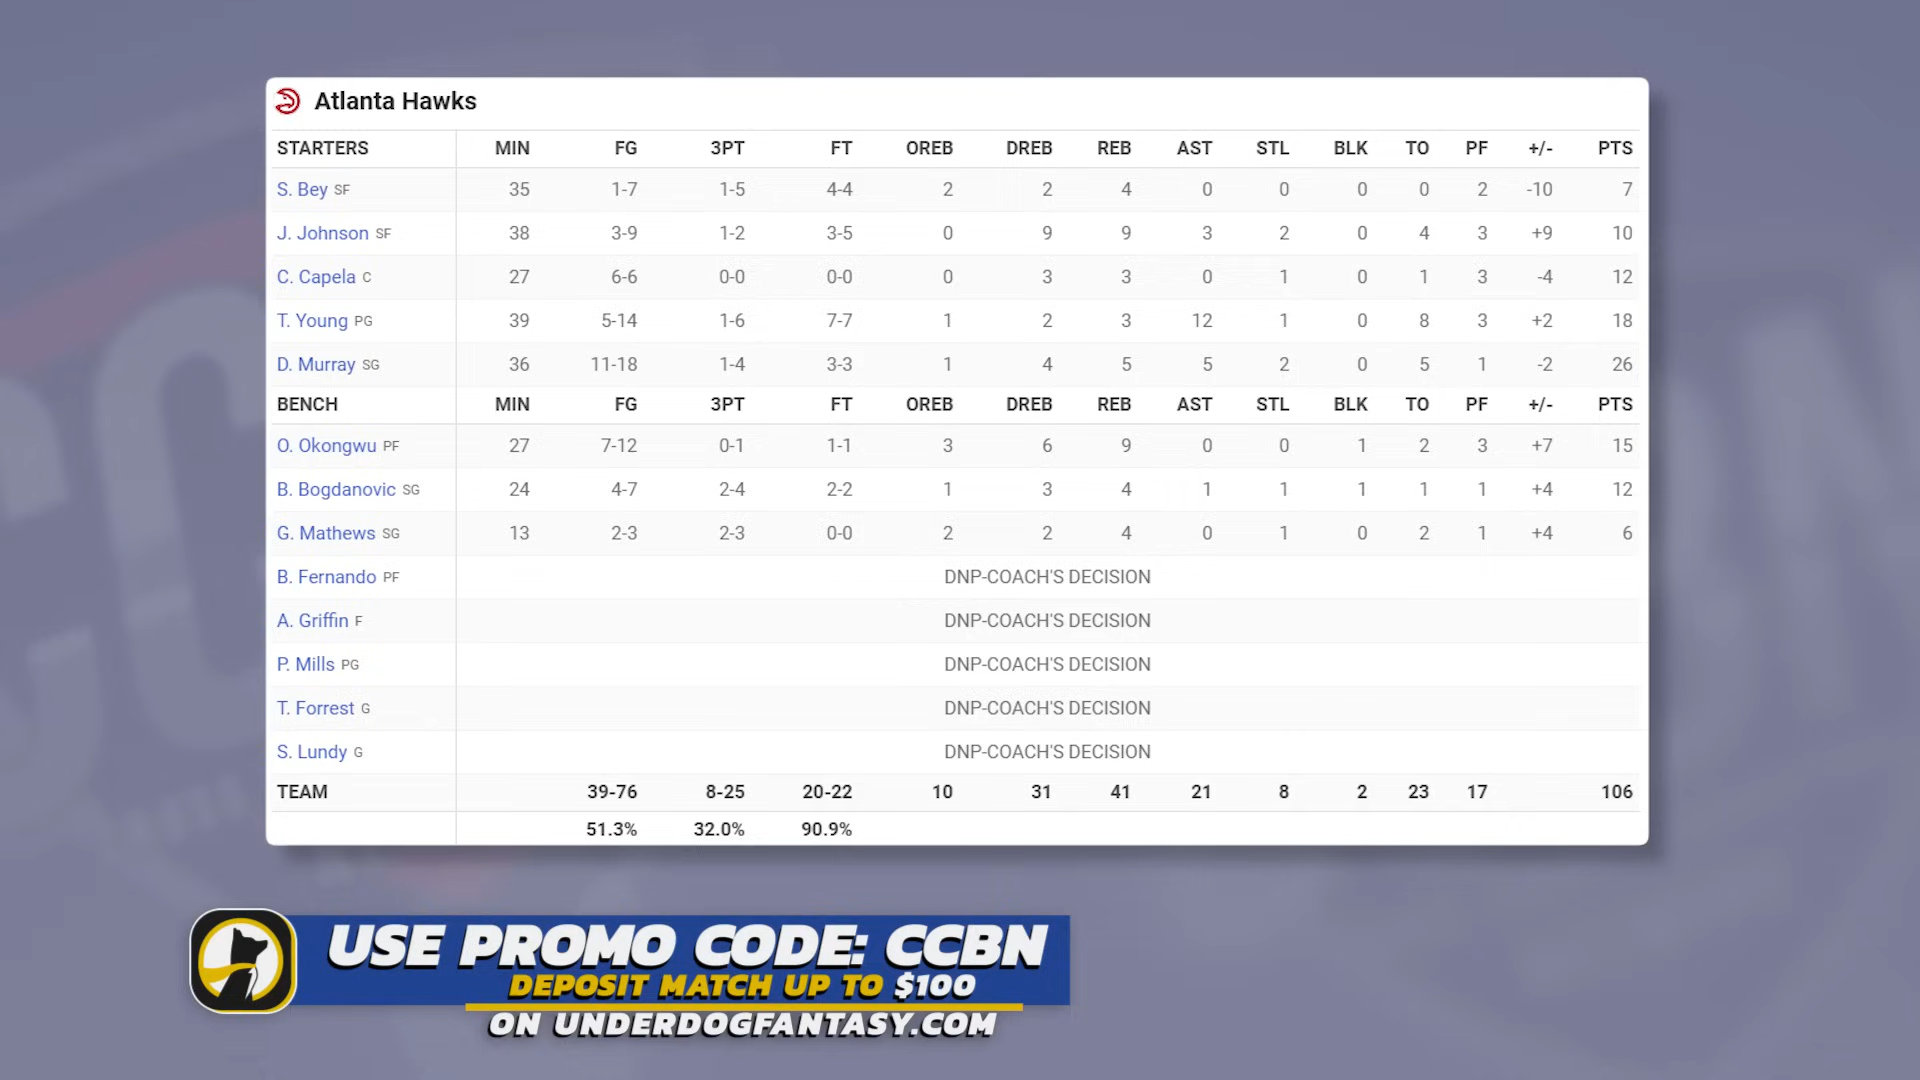 Atlanta Hawks
STARTERS MIN FG 3PT FT OREB DREB REB AST STL BLK TO PF +/- PTS
S. Bey SF 35 1-7 1-5 4-4 2 2 4 0 0 0 0 2 -10 7
J. Johnson SF 38 3-9 1-2 3-5 0 9 9 3 2 0 4 3 +9 10
C. Capela C 27 6-6 0-0 0-0 0 3 3 0 1 0 1 3 -4 12
T. Young PG 39 5-14 1-6 7-7 1 2 3 12 1 0 8 3 +2 18
D. Murray SG 36 11-18 1-4 3-3 1 4 5 5 2 0 5 1 -2 26
BENCH MIN FG 3PT FT OREB DREB REB AST STL BLK TO PF +/- PTS
O. Okongwu PF 27 7-12 0-1 1-1 3 6 9 0 0 1 2 3 +7 15
B. Bogdanovic SG 24 4-7 2-4 2-2 1 3 4 1 1 1 1 1 +4 12
G. Mathews SG 13 2-3 2-3 0-0 2 2 4 0 1 0 2 1 +4 6
B. Fernando PF DNP-COACH'S DECISION
A. Griffin F DNP-COACH'S DECISION
P. Mills PG DNP-COACH'S DECISION
T. Forrest G DNP-COACH'S DECISION
S. Lundy G DNP-COACH'S DECISION
TEAM 39-76 8-25 20-22 10 31 41 21 8 2 23 17 106
51.3% 32.0% 90.9%
USE PROMO CODE: CCBN
DEPOSIT MATCH UP TO $100
ON UNDERDOGFANTASY.COM